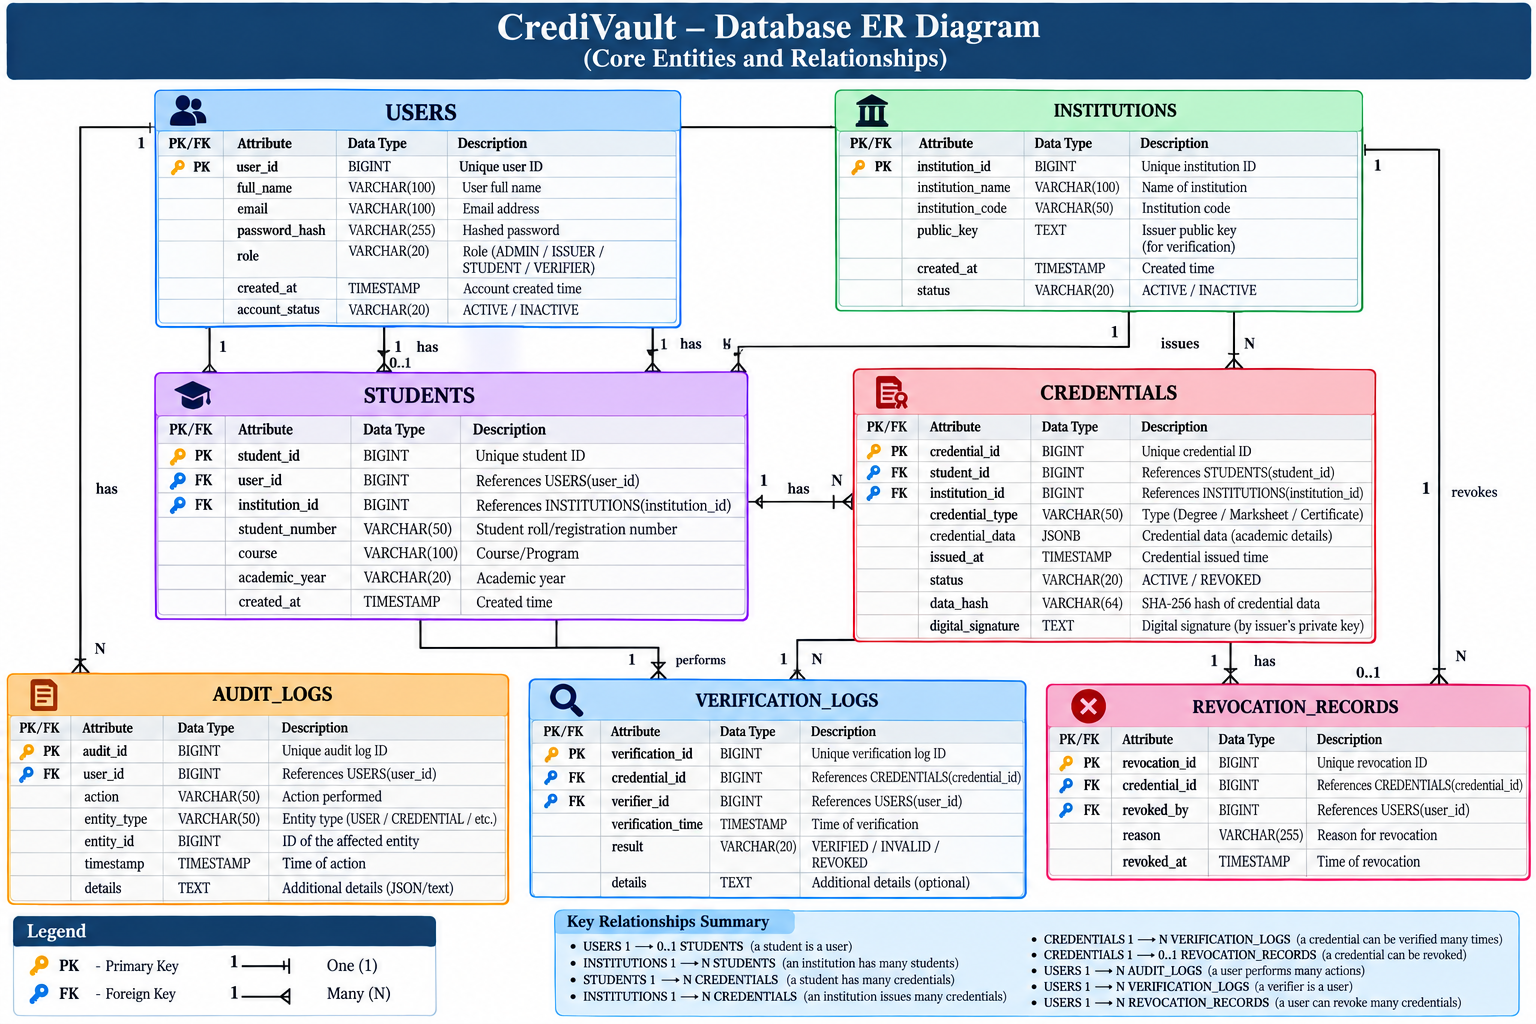 CrediVault – Database ER Diagram
(Core Entities and Relationships)
USERS
PK/FK Attribute Data Type Description
PK user_id BIGINT Unique user ID
full_name VARCHAR(100) User full name
email VARCHAR(100) Email address
password_hash VARCHAR(255) Hashed password
role VARCHAR(20) Role (ADMIN / ISSUER /
STUDENT / VERIFIER)
created_at TIMESTAMP Account created time
account_status VARCHAR(20) ACTIVE / INACTIVE
INSTITUTIONS
PK/FK Attribute Data Type Description
PK institution_id BIGINT Unique institution ID
institution_name VARCHAR(100) Name of institution
institution_code VARCHAR(50) Institution code
public_key TEXT Issuer public key
(for verification)
created_at TIMESTAMP Created time
status VARCHAR(20) ACTIVE / INACTIVE
1
1
1
1 has
0..1
1 has
1
issues N
STUDENTS
PK/FK Attribute Data Type Description
PK student_id BIGINT Unique student ID
FK user_id BIGINT References USERS(user_id)
FK institution_id BIGINT References INSTITUTIONS(institution_id)
student_number VARCHAR(50) Student roll/registration number
course VARCHAR(100) Course/Program
academic_year VARCHAR(20) Academic year
created_at TIMESTAMP Created time
1 has N
CREDENTIALS
PK/FK Attribute Data Type Description
PK credential_id BIGINT Unique credential ID
FK student_id BIGINT References STUDENTS(student_id)
FK institution_id BIGINT References INSTITUTIONS(institution_id)
credential_type VARCHAR(50) Type (Degree / Marksheet / Certificate)
credential_data JSONB Credential data (academic details)
issued_at TIMESTAMP Credential issued time
status VARCHAR(20) ACTIVE / REVOKED
data_hash VARCHAR(64) SHA-256 hash of credential data
digital_signature TEXT Digital signature (by issuer's private key)
has
1 revokes
N
1 performs
1 N
1 has
0..1
N
AUDIT_LOGS
PK/FK Attribute Data Type Description
PK audit_id BIGINT Unique audit log ID
FK user_id BIGINT References USERS(user_id)
action VARCHAR(50) Action performed
entity_type VARCHAR(50) Entity type (USER / CREDENTIAL / etc.)
entity_id BIGINT ID of the affected entity
timestamp TIMESTAMP Time of action
details TEXT Additional details (JSON/text)
VERIFICATION_LOGS
PK/FK Attribute Data Type Description
PK verification_id BIGINT Unique verification log ID
FK credential_id BIGINT References CREDENTIALS(credential_id)
FK verifier_id BIGINT References USERS(user_id)
verification_time TIMESTAMP Time of verification
result VARCHAR(20) VERIFIED / INVALID /
REVOKED
details TEXT Additional details (optional)
REVOCATION_RECORDS
PK/FK Attribute Data Type Description
PK revocation_id BIGINT Unique revocation ID
FK credential_id BIGINT References CREDENTIALS(credential_id)
FK revoked_by BIGINT References USERS(user_id)
reason VARCHAR(255) Reason for revocation
revoked_at TIMESTAMP Time of revocation
Legend
PK - Primary Key 1 One (1)
FK - Foreign Key 1 Many (N)
Key Relationships Summary
• USERS 1 → 0..1 STUDENTS (a student is a user)
• INSTITUTIONS 1 → N STUDENTS (an institution has many students)
• STUDENTS 1 → N CREDENTIALS (a student has many credentials)
• INSTITUTIONS 1 → N CREDENTIALS (an institution issues many credentials)
• CREDENTIALS 1 → N VERIFICATION_LOGS (a credential can be verified many times)
• CREDENTIALS 1 → 0..1 REVOCATION_RECORDS (a credential can be revoked)
• USERS 1 → N AUDIT_LOGS (a user performs many actions)
• USERS 1 → N VERIFICATION_LOGS (a verifier is a user)
• USERS 1 → N REVOCATION_RECORDS (a user can revoke many credentials)